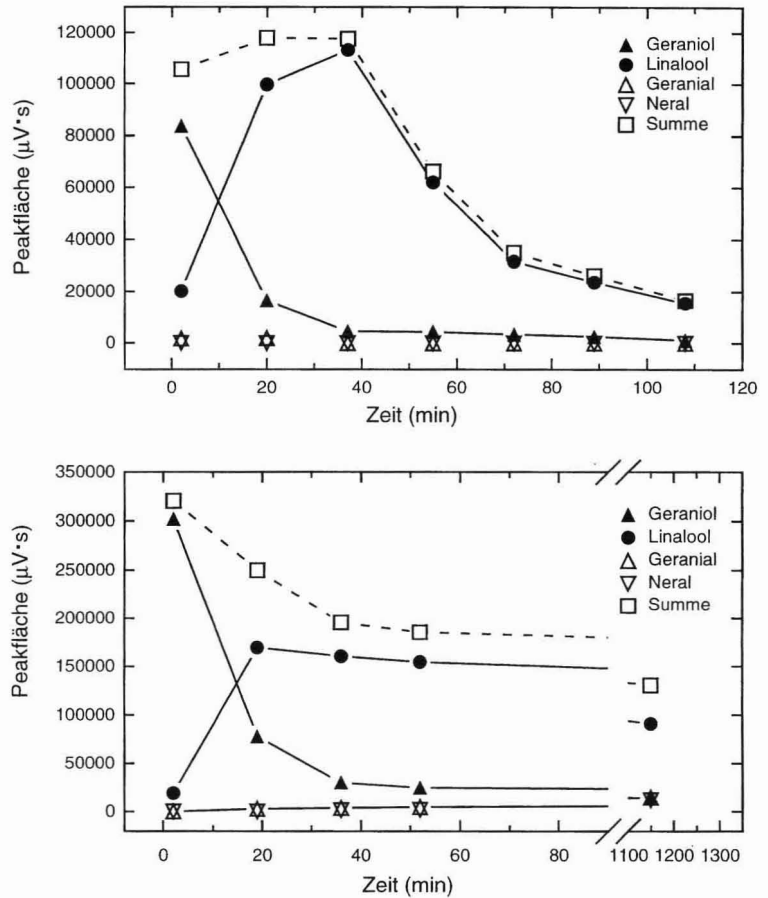 120000
100000
80000
60000
40000
20000
0
Peakfläche (µV·s)
Geraniol
Linalool
Geranial
Neral
Summe
0 20 40 60 80 100 120
Zeit (min)
350000
300000
250000
200000
150000
100000
50000
0
Peakfläche (µV·s)
Geraniol
Linalool
Geranial
Neral
Summe
0 20 40 60 80 1100 1200 1300
Zeit (min)